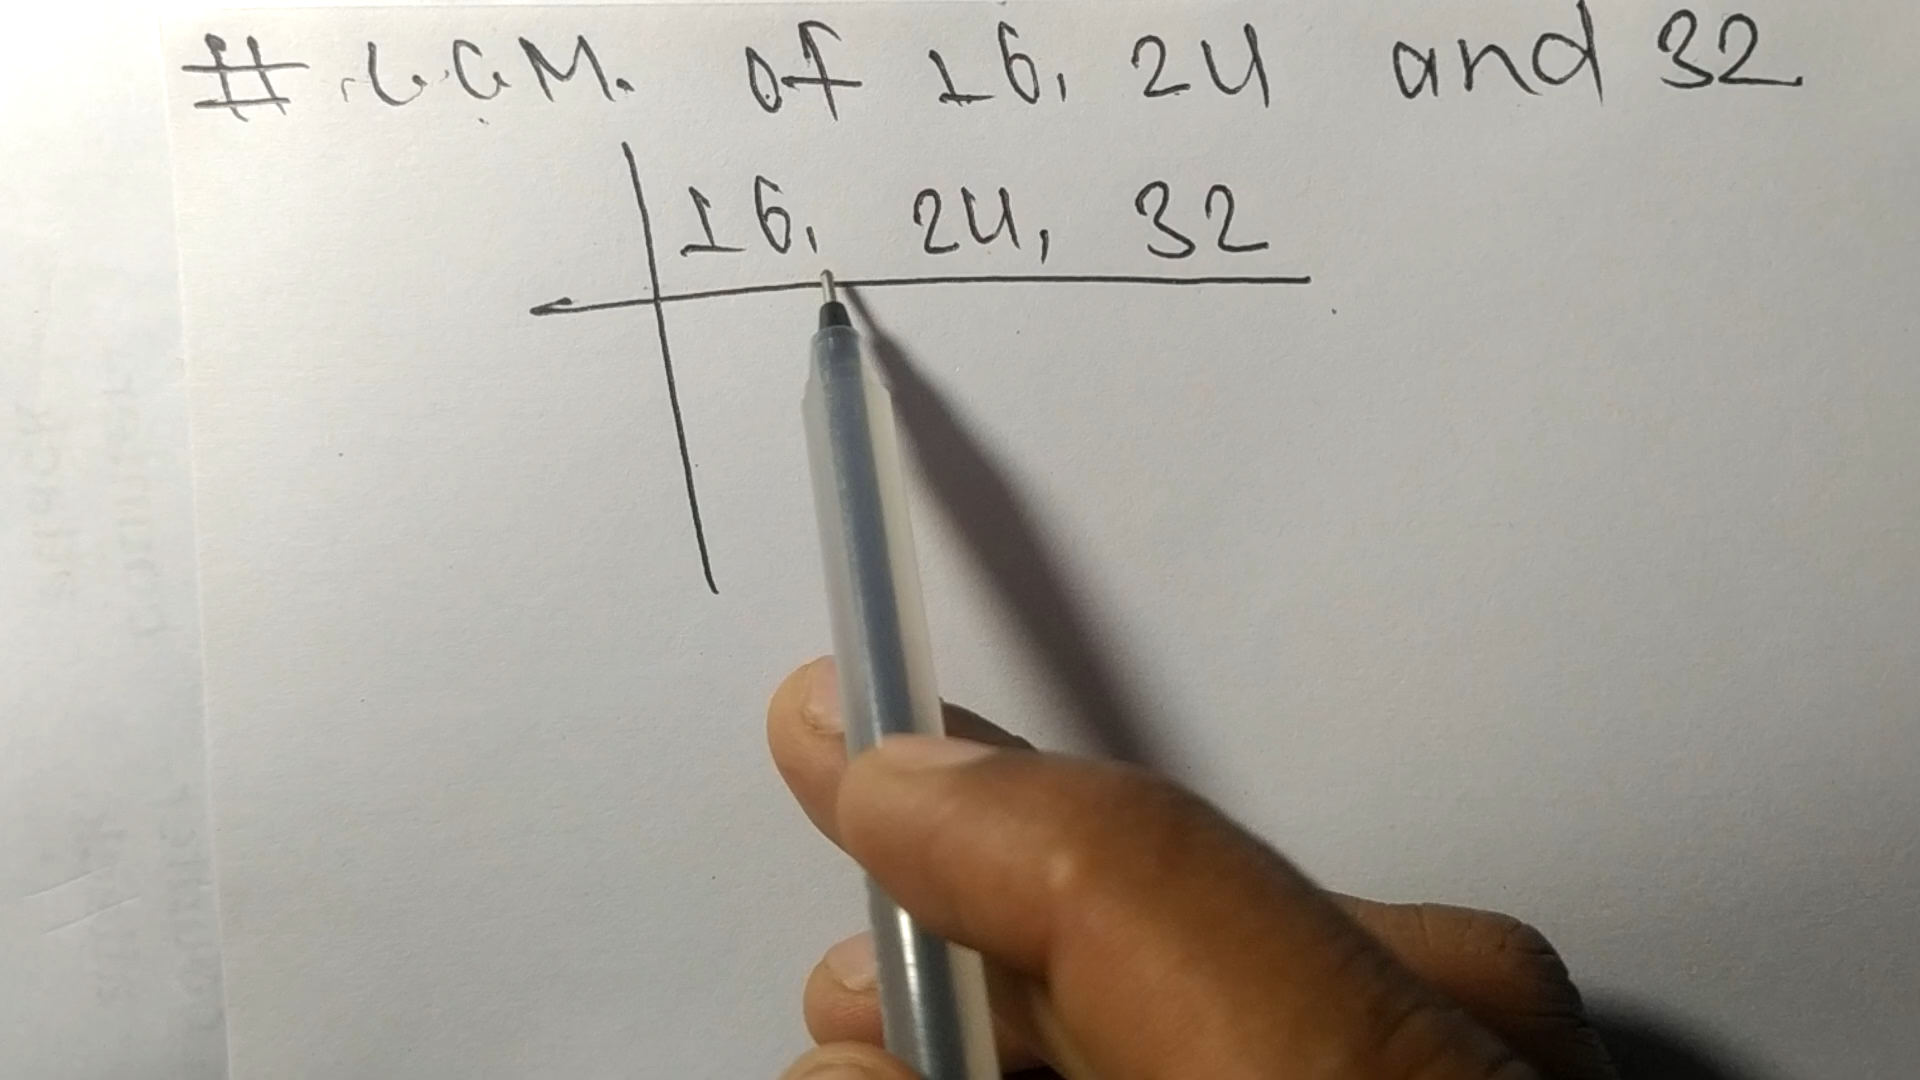 # L.C.M. of 16, 24 and 32
16, 24, 32